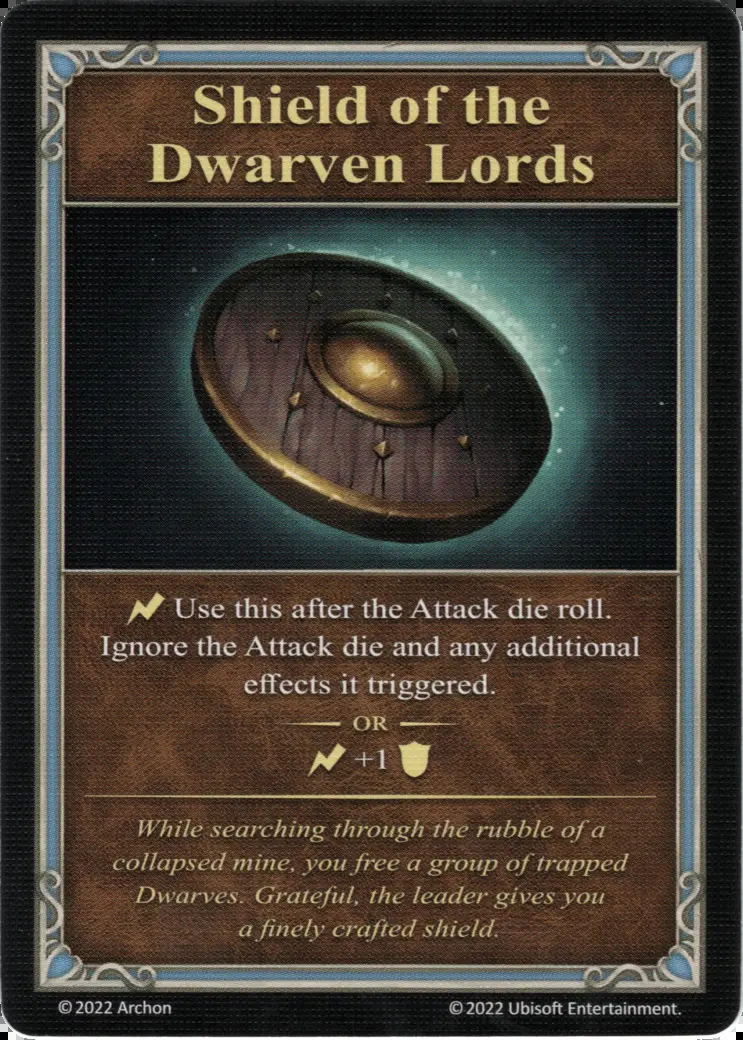 Shield of the
Dwarven Lords
Use this after the Attack die roll.
Ignore the Attack die and any additional
effects it triggered.
OR
+1
While searching through the rubble of a
collapsed mine, you free a group of trapped
Dwarves. Grateful, the leader gives you
a finely crafted shield.
© 2022 Archon
© 2022 Ubisoft Entertainment.